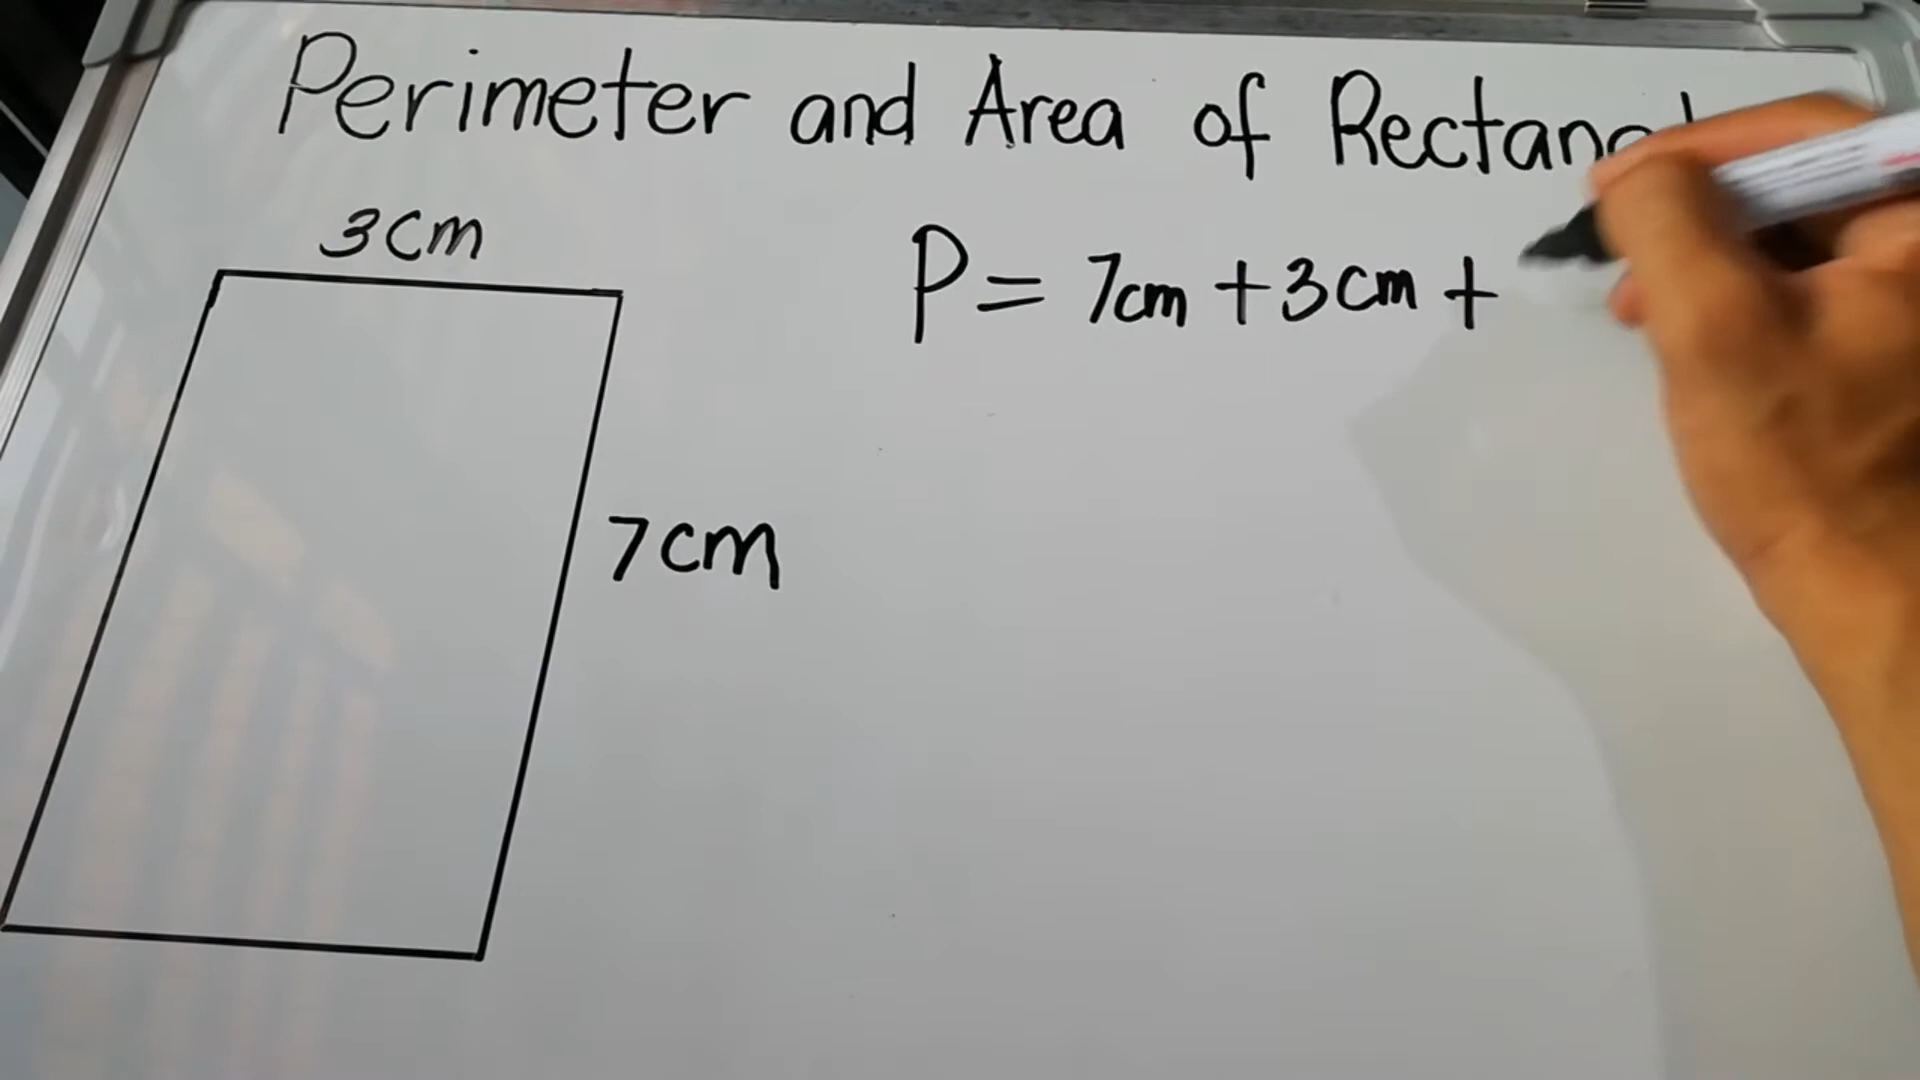 Perimeter and Area of
3cm
P = 7cm + 3cm +
7cm